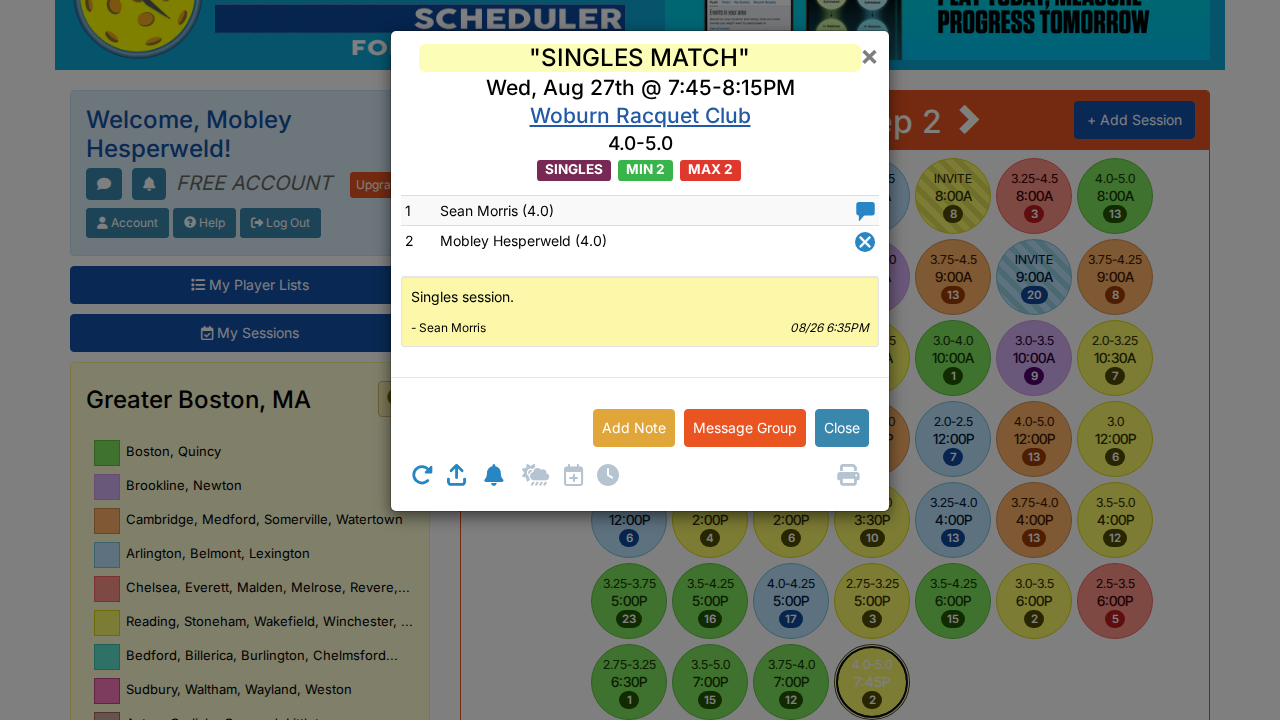 SCHEDULER
PLAY TODAY, MEASURE
PROGRESS TOMORROW
"SINGLES MATCH"
×
Wed, Aug 27th @ 7:45-8:15PM
Woburn Racquet Club
4.0-5.0
SINGLES MIN 2 MAX 2
1 Sean Morris (4.0)
2 Mobley Hesperweld (4.0)
Singles session.
- Sean Morris 08/26 6:35PM
Add Note Message Group Close
Welcome, Mobley
Hesperweld!
FREE ACCOUNT
Account Help Log Out
My Player Lists
My Sessions
Greater Boston, MA
Boston, Quincy
Brookline, Newton
Cambridge, Medford, Somerville, Watertown
Arlington, Belmont, Lexington
Chelsea, Everett, Malden, Melrose, Revere,...
Reading, Stoneham, Wakefield, Winchester, ...
Bedford, Billerica, Burlington, Chelmsford...
Sudbury, Waltham, Wayland, Weston
2
+ Add Session
INVITE 3.25-4.5 4.0-5.0
8:00A 8:00A 8:00A
8 3 13
3.75-4.5 INVITE 3.75-4.25
9:00A 9:00A 9:00A
13 20 8
3.0-4.0 3.0-3.5 2.0-3.25
10:00A 10:00A 10:30A
1 9 7
2.0-2.5 4.0-5.0 3.0
12:00P 12:00P 12:00P
7 13 6
3.25-4.0 3.75-4.0 3.5-5.0
12:00P 2:00P 2:00P 3:30P 4:00P 4:00P 4:00P
6 4 6 10 13 13 12
3.25-3.75 3.5-4.25 4.0-4.25 2.75-3.25 3.5-4.25 3.0-3.5 2.5-3.5
5:00P 5:00P 5:00P 5:00P 6:00P 6:00P 6:00P
23 16 17 3 15 2 5
2.75-3.25 3.5-5.0 3.75-4.0 4.0-5.0
6:30P 7:00P 7:00P 7:45P
1 15 12 2